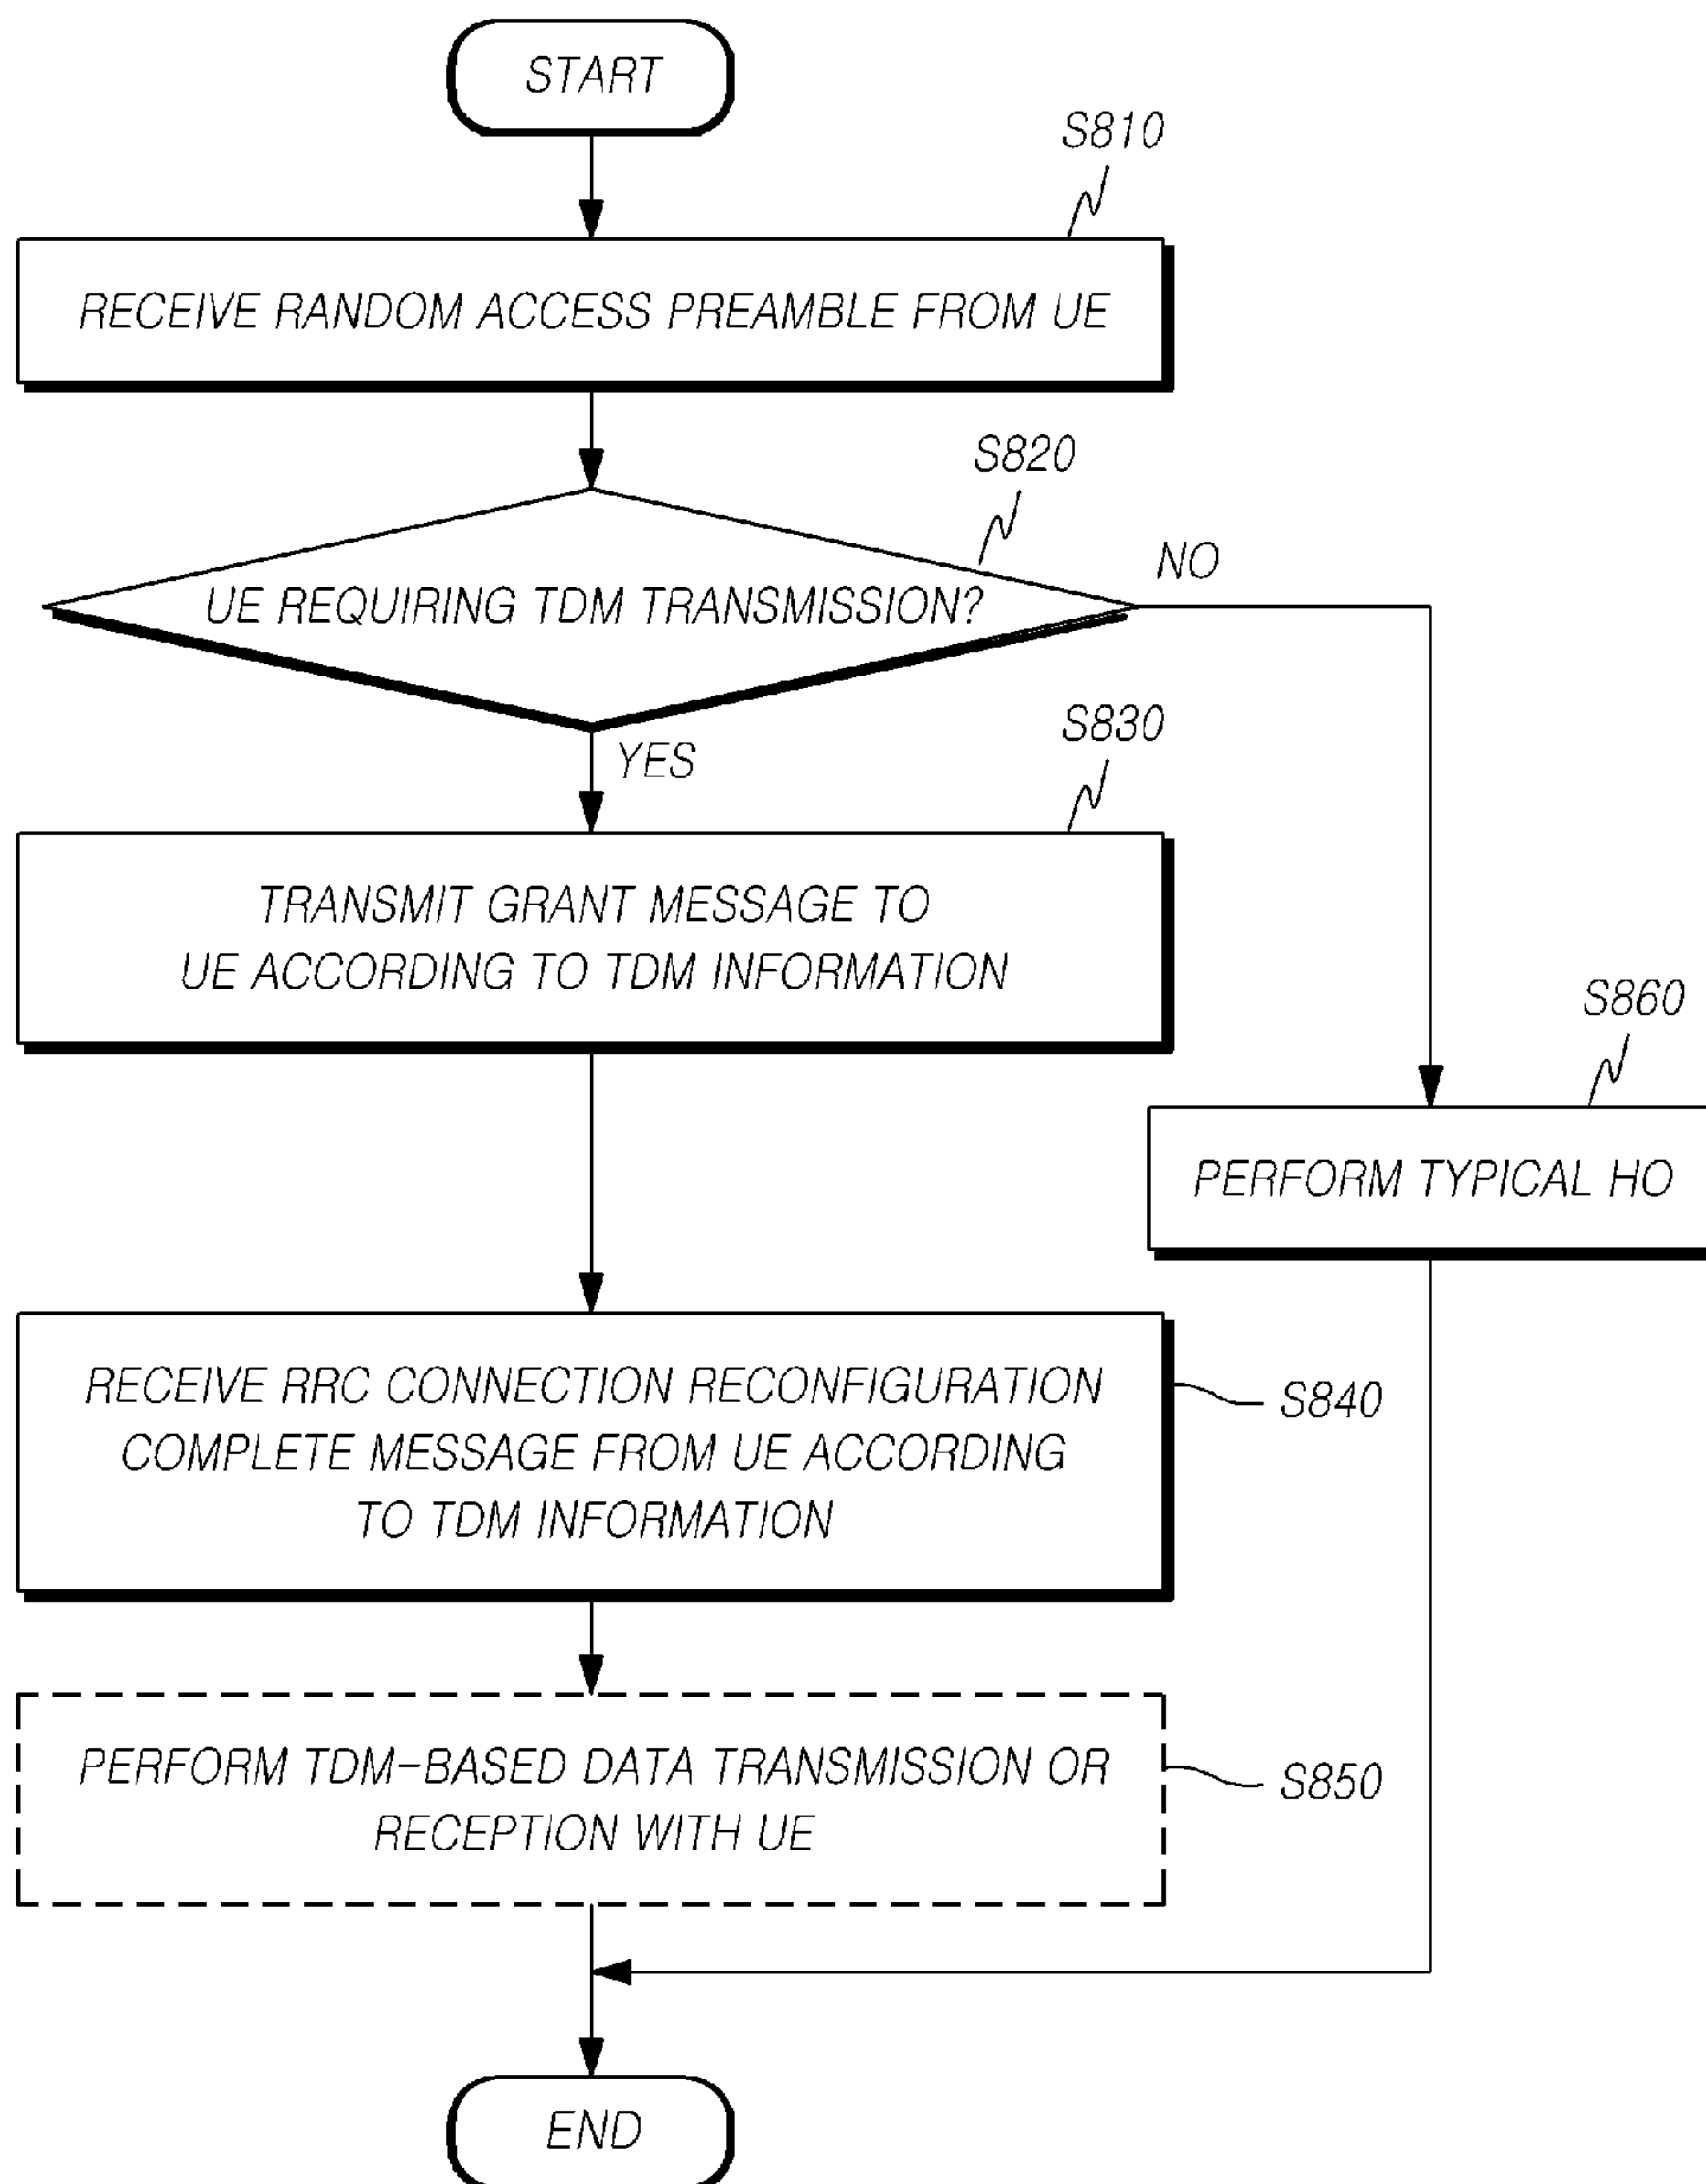 START
S810
RECEIVE RANDOM ACCESS PREAMBLE FROM UE
S820
UE REQUIRING TDM TRANSMISSION?
NO
YES
S830
TRANSMIT GRANT MESSAGE TO
UE ACCORDING TO TDM INFORMATION
S860
PERFORM TYPICAL HO
RECEIVE RRC CONNECTION RECONFIGURATION
COMPLETE MESSAGE FROM UE ACCORDING
TO TDM INFORMATION
S840
PERFORM TDM-BASED DATA TRANSMISSION OR
RECEPTION WITH UE
S850
END